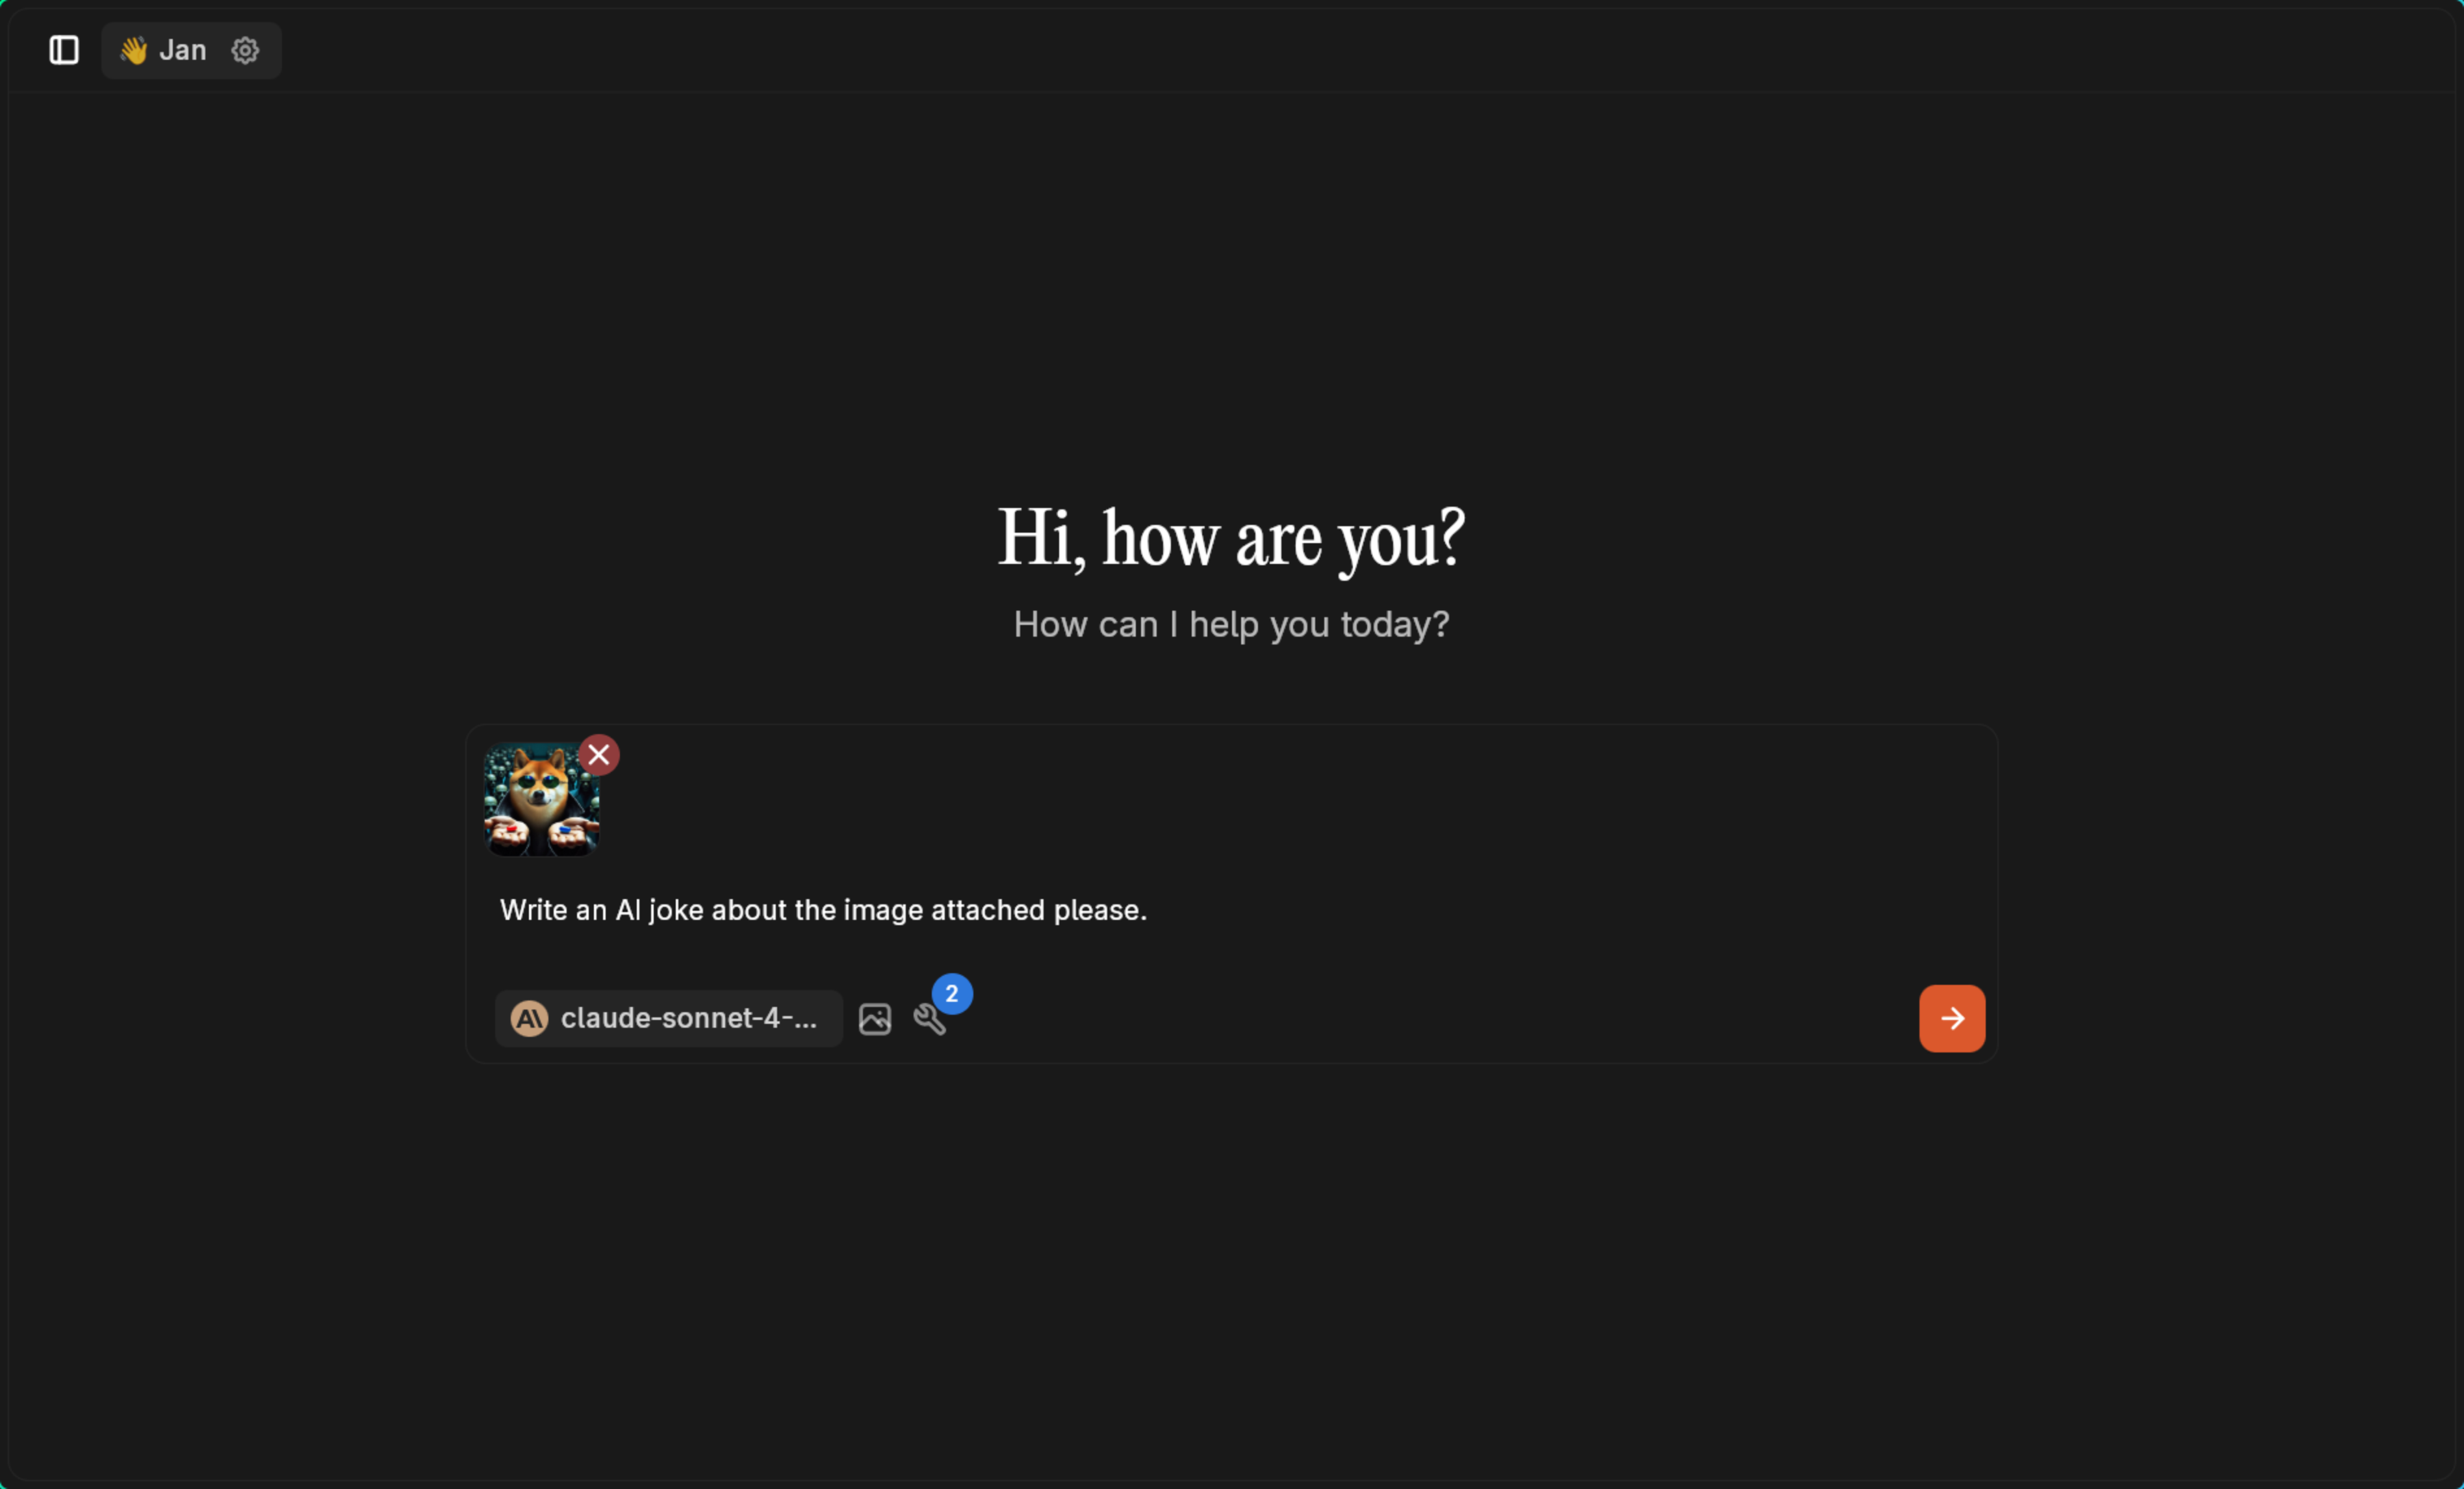 👋 Jan
Hi, how are you?
How can I help you today?
Write an AI joke about the image attached please.
A\ claude-sonnet-4-...
2